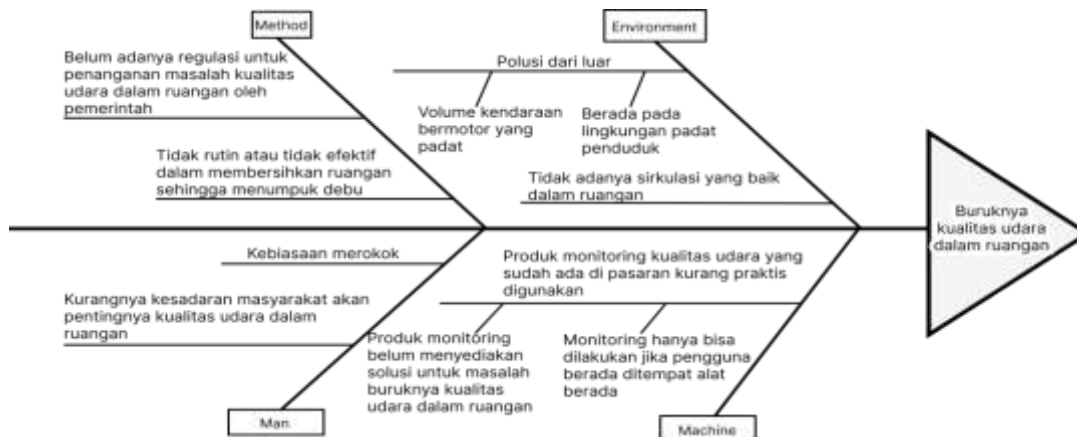 Method
Belum adanya regulasi untuk
penanganan masalah kualitas
udara dalam ruangan oleh
pemerintah
Tidak rutin atau tidak efektif
dalam membersihkan ruangan
sehingga menumpuk debu
Environment
Polusi dari luar
Volume kendaraan
bermotor yang
padat
Berada pada
lingkungan padat
penduduk
Tidak adanya sirkulasi yang baik
dalam ruangan
Buruknya
kualitas udara
dalam ruangan
Kebiasaan merokok
Kurangnya kesadaran masyarakat akan
pentingnya kualitas udara dalam
ruangan
Man
Produk monitoring kualitas udara yang
sudah ada di pasaran kurang praktis
digunakan
Produk monitoring
belum menyediakan
solusi untuk masalah
buruknya kualitas
udara dalam ruangan
Monitoring hanya bisa
dilakukan jika pengguna
berada ditempat alat
berada
Machine